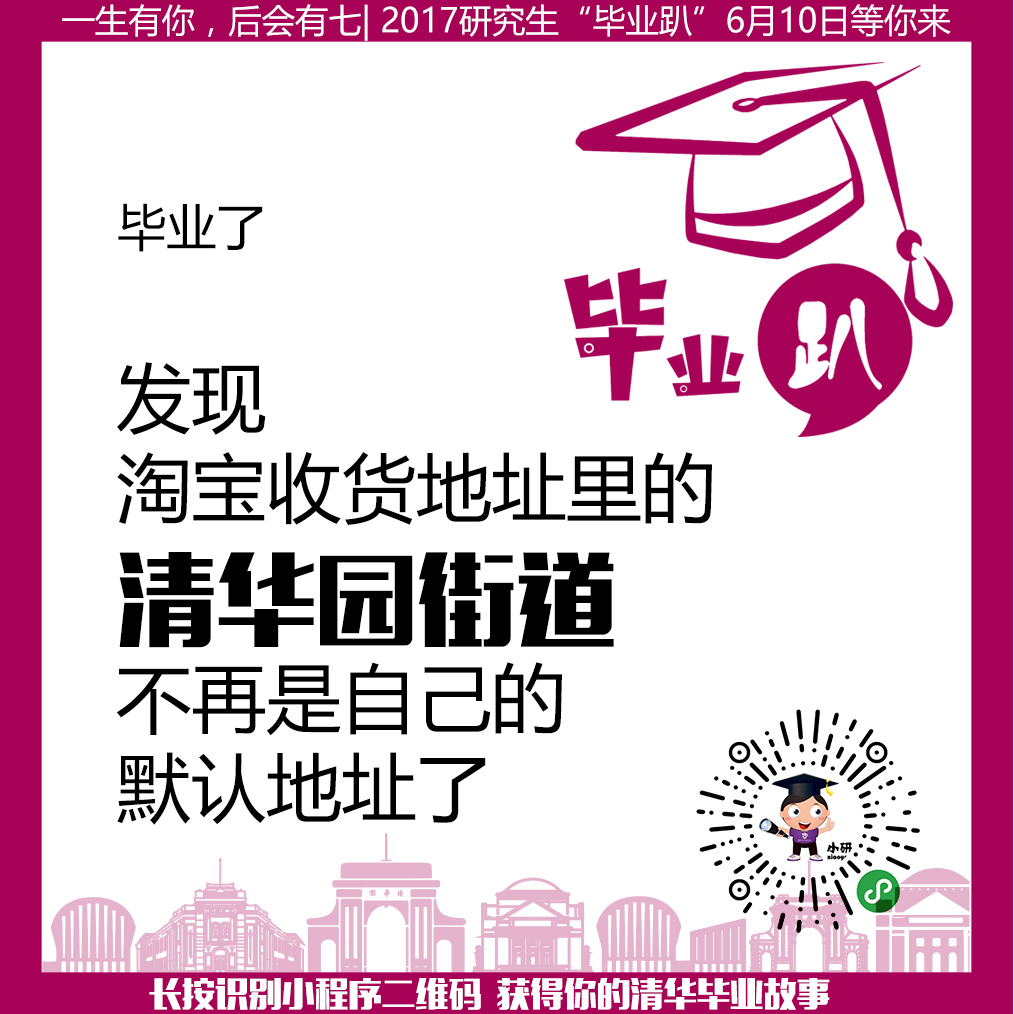 一生有你，后会有七| 2017研究生“毕业趴”6月10日等你来
毕业了
毕业趴
发现
淘宝收货地址里的
清华园街道
不再是自己的
默认地址了
小研
清華園
长按识别小程序二维码 获得你的清华毕业故事